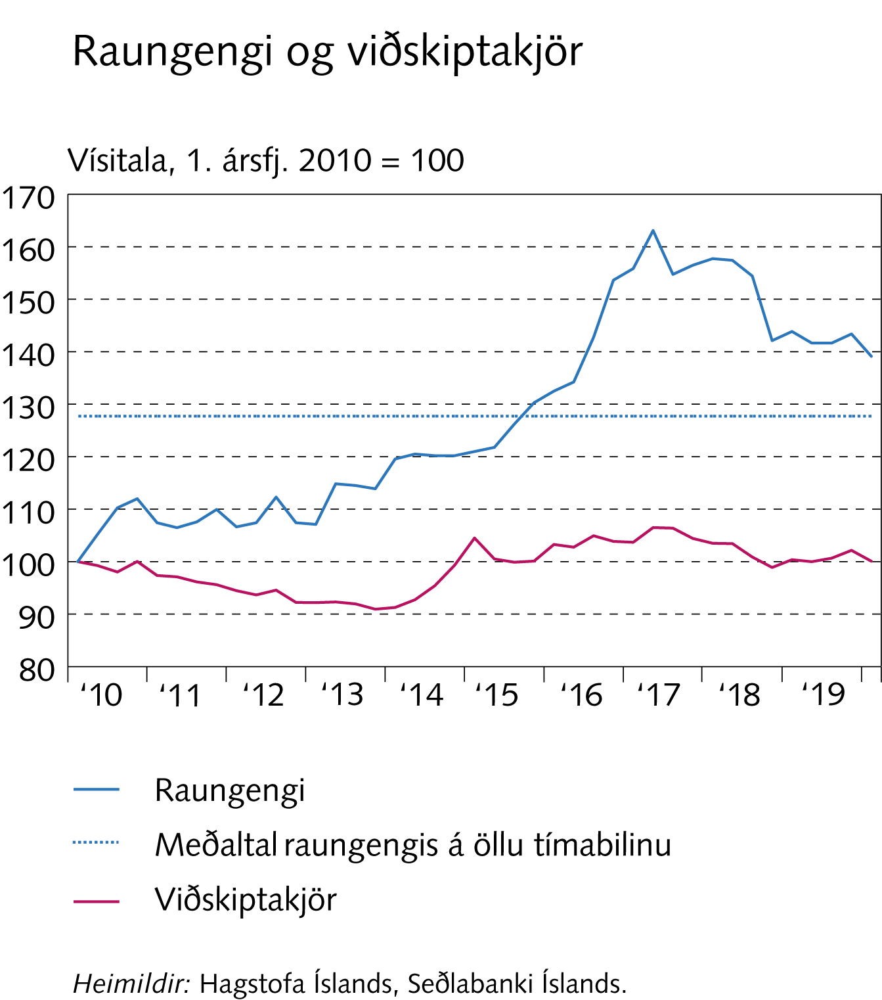 Raungengi og viðskiptakjör
Vísitala, 1. ársfj. 2010 = 100
170
160
150
140
130
120
110
100
90
80
‘10 ‘11 ‘12 ‘13 ‘14 ‘15 ‘16 ‘17 ‘18 ‘19
Raungengi
Meðaltal raungengis á öllu tímabilinu
Viðskiptakjör
Heimildir: Hagstofa Íslands, Seðlabanki Íslands.